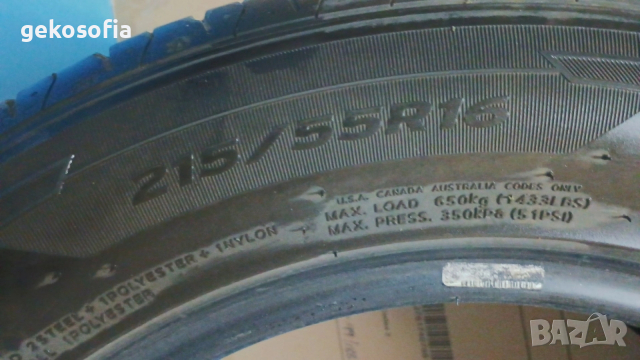 gekosofia
215/55R16
U.S.A. CANADA AUSTRALIA CODES ONLY
MAX. LOAD 650kg (1433LBS)
MAX. PRESS. 350kPa (51PSI)
2STEEL + 1POLYESTER + 1NYLON
1POLYESTER
BAZAR